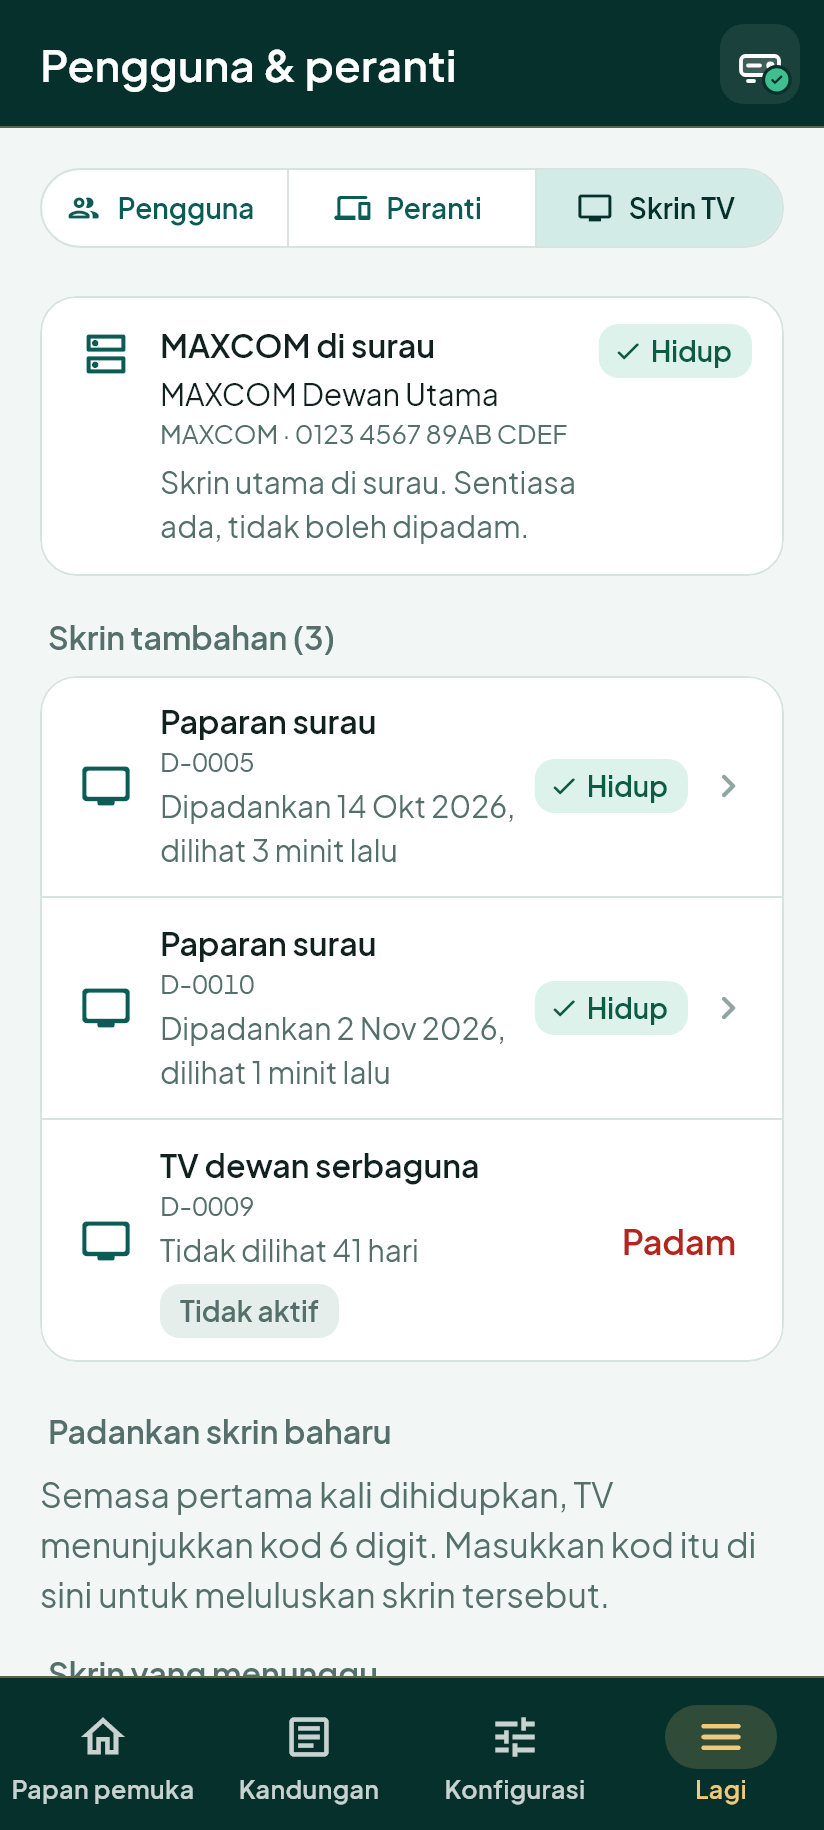 Pengguna & peranti
Pengguna
Peranti
Skrin TV
MAXCOM di surau
Hidup
MAXCOM Dewan Utama
MAXCOM · 0123 4567 89AB CDEF
Skrin utama di surau. Sentiasa
ada, tidak boleh dipadam.
Skrin tambahan (3)
Paparan surau
D-0005
Dipadankan 14 Okt 2026,
dilihat 3 minit lalu
Hidup
Paparan surau
D-0010
Dipadankan 2 Nov 2026,
dilihat 1 minit lalu
Hidup
TV dewan serbaguna
D-0009
Tidak dilihat 41 hari
Tidak aktif
Padam
Padankan skrin baharu
Semasa pertama kali dihidupkan, TV
menunjukkan kod 6 digit. Masukkan kod itu di
sini untuk meluluskan skrin tersebut.
Skrin yang menunggu
Papan pemuka
Kandungan
Konfigurasi
Lagi